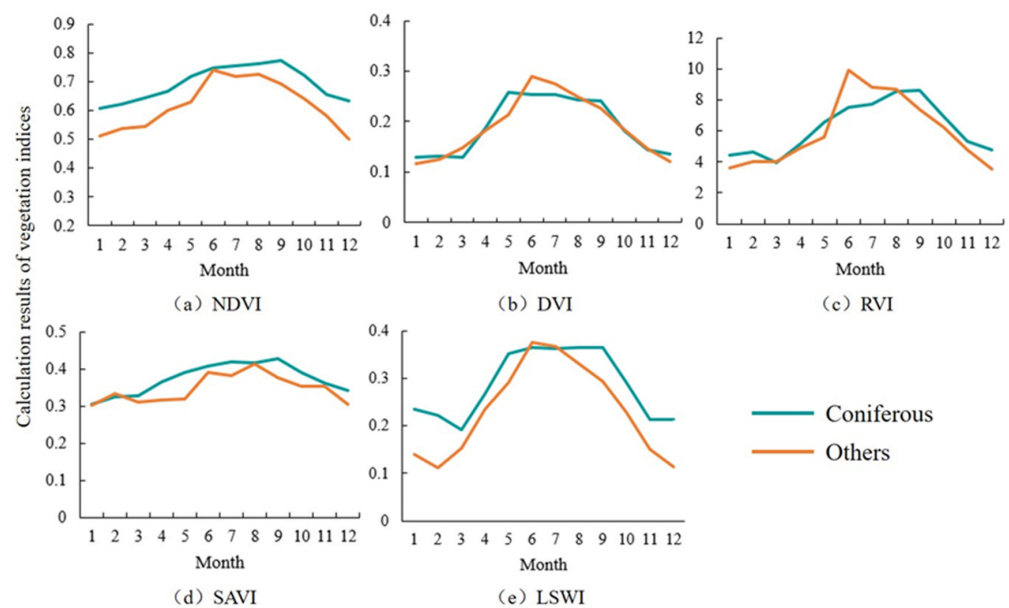 Calculation results of vegetation indices
0.9
0.8
0.7
0.6
0.5
0.4
0.3
0.2
1 2 3 4 5 6 7 8 9 10 11 12
Month
(a) NDVI
0.4
0.3
0.2
0.1
0
1 2 3 4 5 6 7 8 9 10 11 12
Month
(b) DVI
12
10
8
6
4
2
0
1 2 3 4 5 6 7 8 9 10 11 12
Month
(c) RVI
0.5
0.4
0.3
0.2
0.1
0
1 2 3 4 5 6 7 8 9 10 11 12
Month
(d) SAVI
0.4
0.3
0.2
0.1
0
1 2 3 4 5 6 7 8 9 10 11 12
Month
(e) LSWI
Coniferous
Others